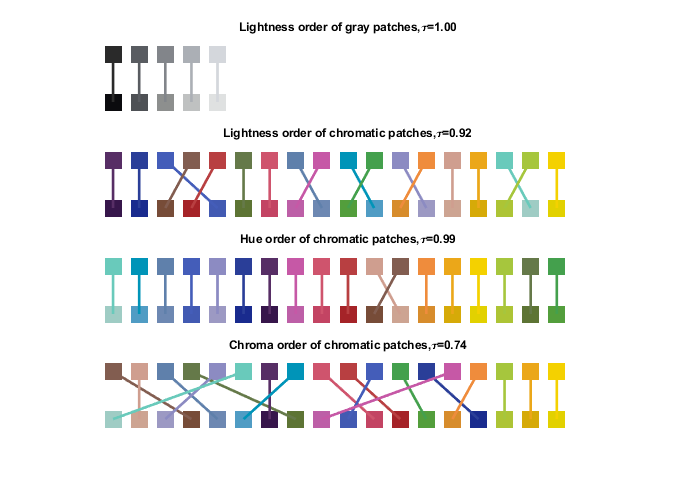 Lightness order of gray patches,τ=1.00
Lightness order of chromatic patches,τ=0.92
Hue order of chromatic patches,τ=0.99
Chroma order of chromatic patches,τ=0.74